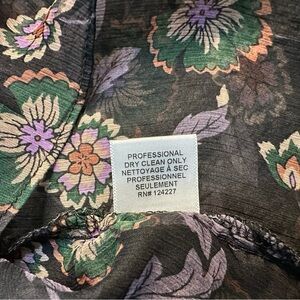 PROFESSIONAL
DRY CLEAN ONLY
NETTOYAGE À SEC
PROFESSIONNEL
SEULEMENT
RN# 124227